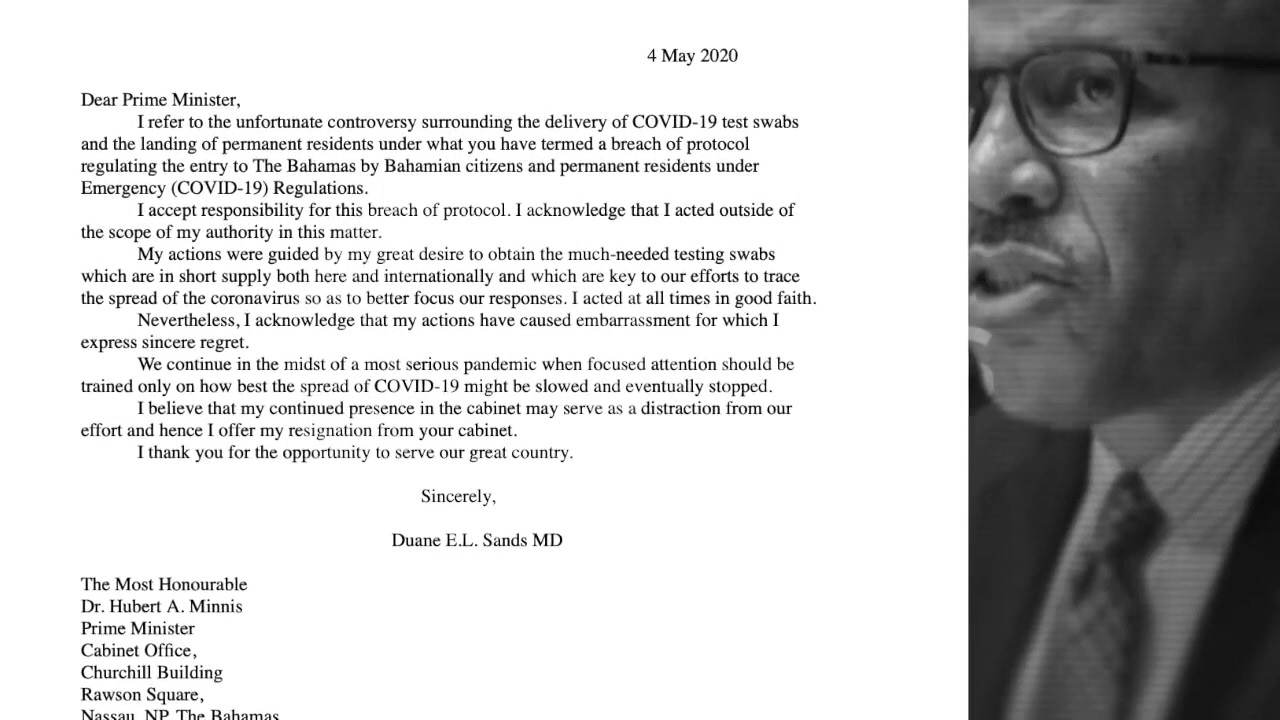 4 May 2020
Dear Prime Minister,
I refer to the unfortunate controversy surrounding the delivery of COVID-19 test swabs
and the landing of permanent residents under what you have termed a breach of protocol
regulating the entry to The Bahamas by Bahamian citizens and permanent residents under
Emergency (COVID-19) Regulations.
I accept responsibility for this breach of protocol. I acknowledge that I acted outside of
the scope of my authority in this matter.
My actions were guided by my great desire to obtain the much-needed testing swabs
which are in short supply both here and internationally and which are key to our efforts to trace
the spread of the coronavirus so as to better focus our responses. I acted at all times in good faith.
Nevertheless, I acknowledge that my actions have caused embarrassment for which I
express sincere regret.
We continue in the midst of a most serious pandemic when focused attention should be
trained only on how best the spread of COVID-19 might be slowed and eventually stopped.
I believe that my continued presence in the cabinet may serve as a distraction from our
effort and hence I offer my resignation from your cabinet.
I thank you for the opportunity to serve our great country.
Sincerely,
Duane E.L. Sands MD
The Most Honourable
Dr. Hubert A. Minnis
Prime Minister
Cabinet Office,
Churchill Building
Rawson Square,
Nassau, NP, The Bahamas